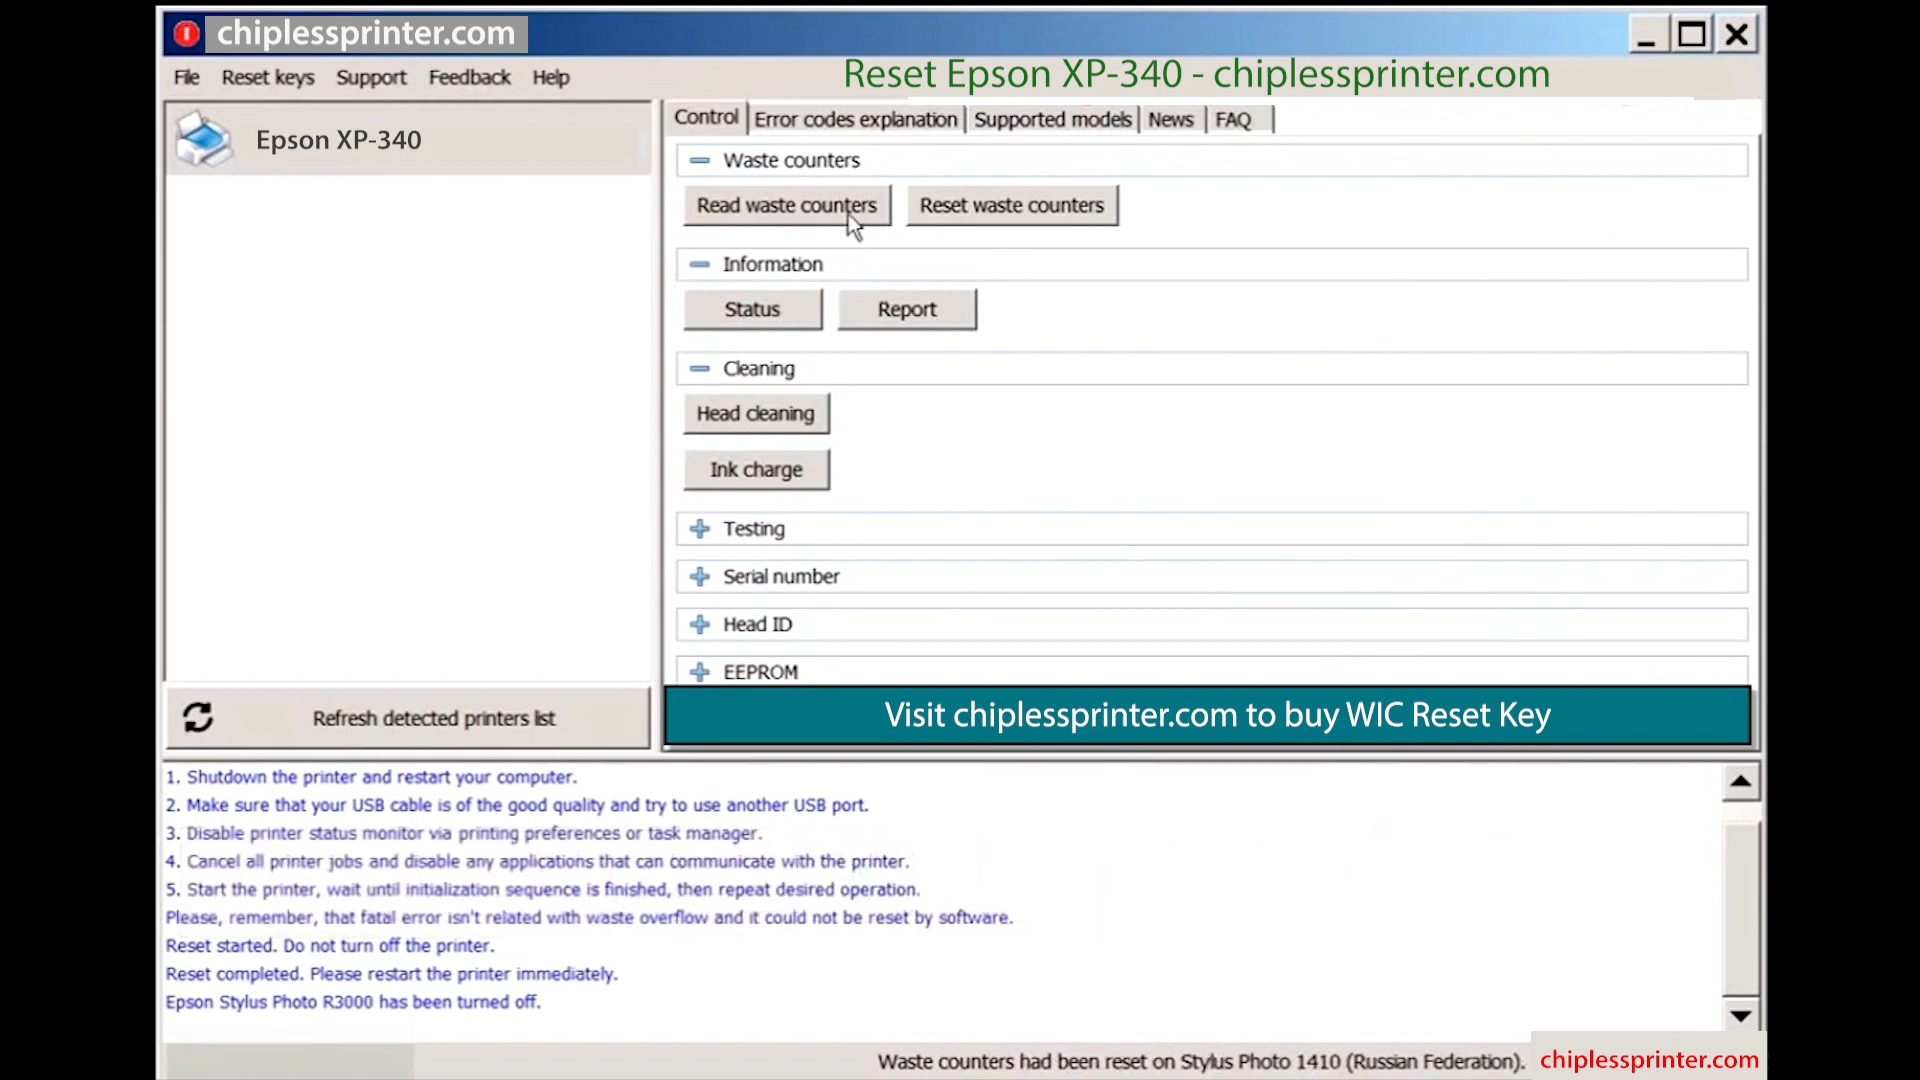 chiplessprinter.com
File Reset keys Support Feedback Help
Reset Epson XP-340 - chiplessprinter.com
Epson XP-340
Control Error codes explanation Supported models News FAQ
Waste counters
Read waste counters Reset waste counters
Information
Status Report
Cleaning
Head cleaning
Ink charge
Testing
Serial number
Head ID
EEPROM
Refresh detected printers list
Visit chiplessprinter.com to buy WIC Reset Key
1. Shutdown the printer and restart your computer.
2. Make sure that your USB cable is of the good quality and try to use another USB port.
3. Disable printer status monitor via printing preferences or task manager.
4. Cancel all printer jobs and disable any applications that can communicate with the printer.
5. Start the printer, wait until initialization sequence is finished, then repeat desired operation.
Please, remember, that fatal error isn't related with waste overflow and it could not be reset by software.
Reset started. Do not turn off the printer.
Reset completed. Please restart the printer immediately.
Epson Stylus Photo R3000 has been turned off.
Waste counters had been reset on Stylus Photo 1410 (Russian Federation).
chiplessprinter.com